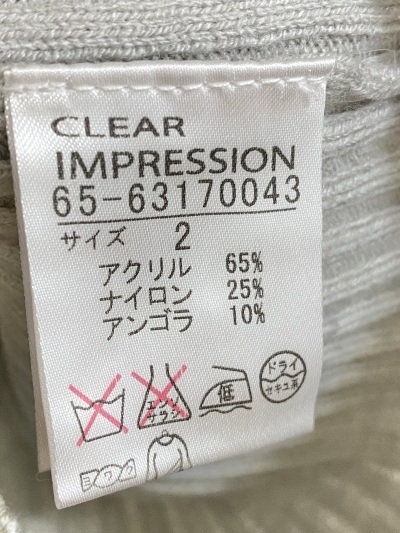 CLEAR
IMPRESSION
65-63170043
サイズ 2
アクリル 65%
ナイロン 25%
アンゴラ 10%
エンソ サラシ 低 ドライ セキユ系